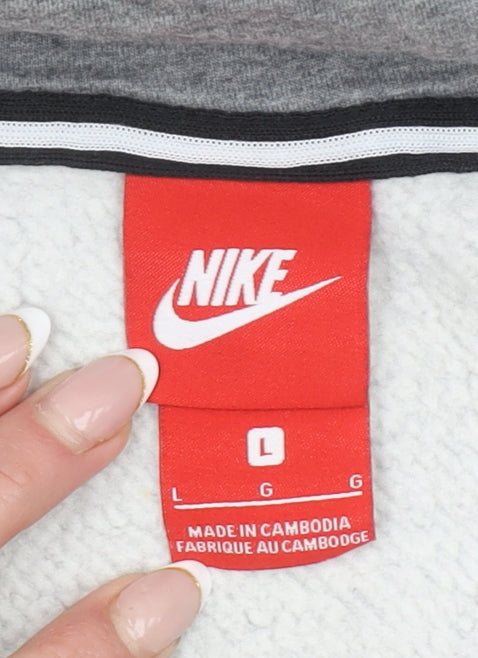 NIKE
L
L G G
MADE IN CAMBODIA
FABRIQUE AU CAMBODGE